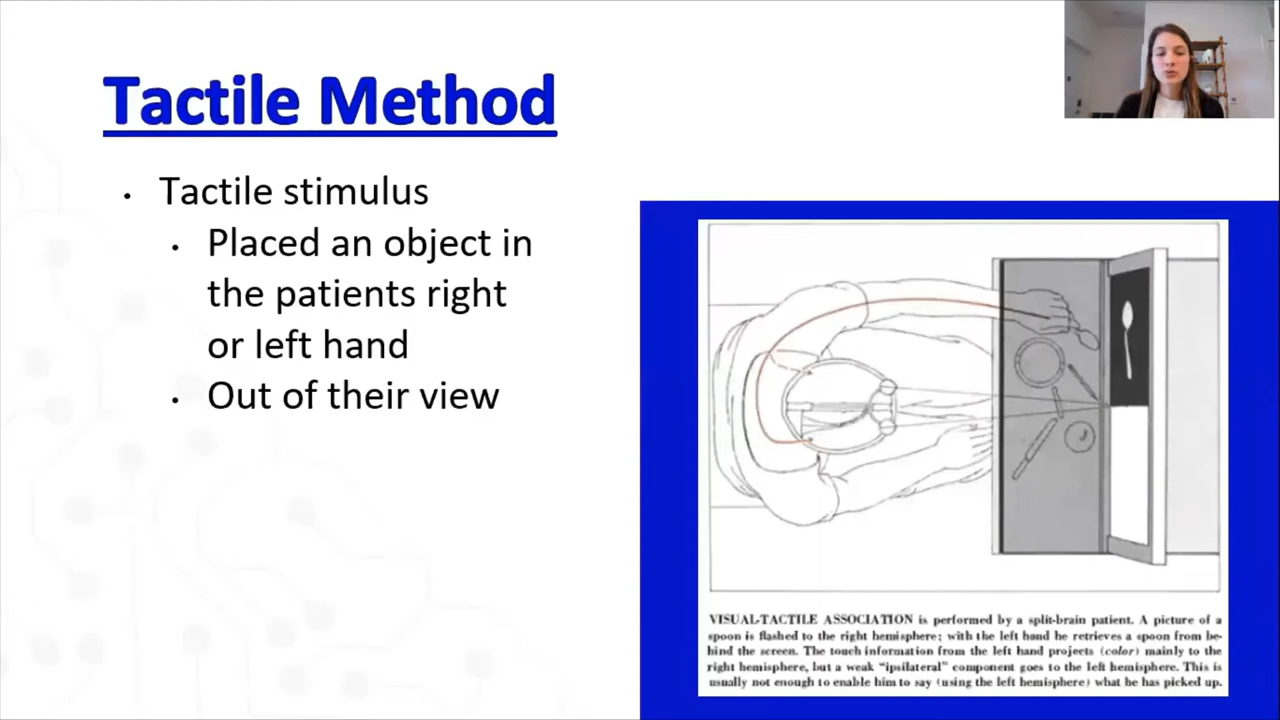 Tactile Method
• Tactile stimulus
• Placed an object in
the patients right
or left hand
• Out of their view
VISUAL-TACTILE ASSOCIATION is performed by a split-brain patient. A picture of a
spoon is flashed to the right hemisphere; with the left hand he retrieves a spoon from be-
hind the screen. The touch information from the left hand projects (color) mainly to the
right hemisphere, but a weak “ipsilateral” component goes to the left hemisphere. This is
usually not enough to enable him to say (using the left hemisphere) what he has picked up.